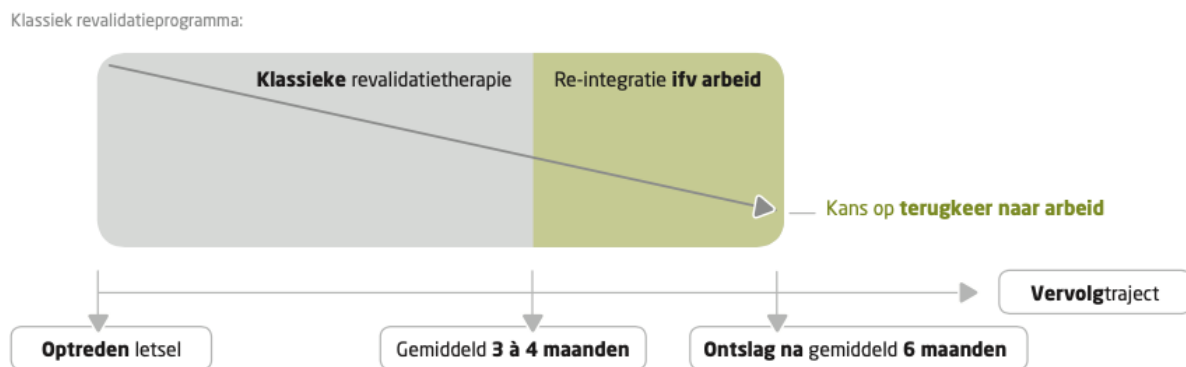 Klassiek revalidatieprogramma:
Klassieke revalidatietherapie
Re-integratie ifv arbeid
Kans op terugkeer naar arbeid
Vervolgtraject
Optreden letsel
Gemiddeld 3 à 4 maanden
Ontslag na gemiddeld 6 maanden